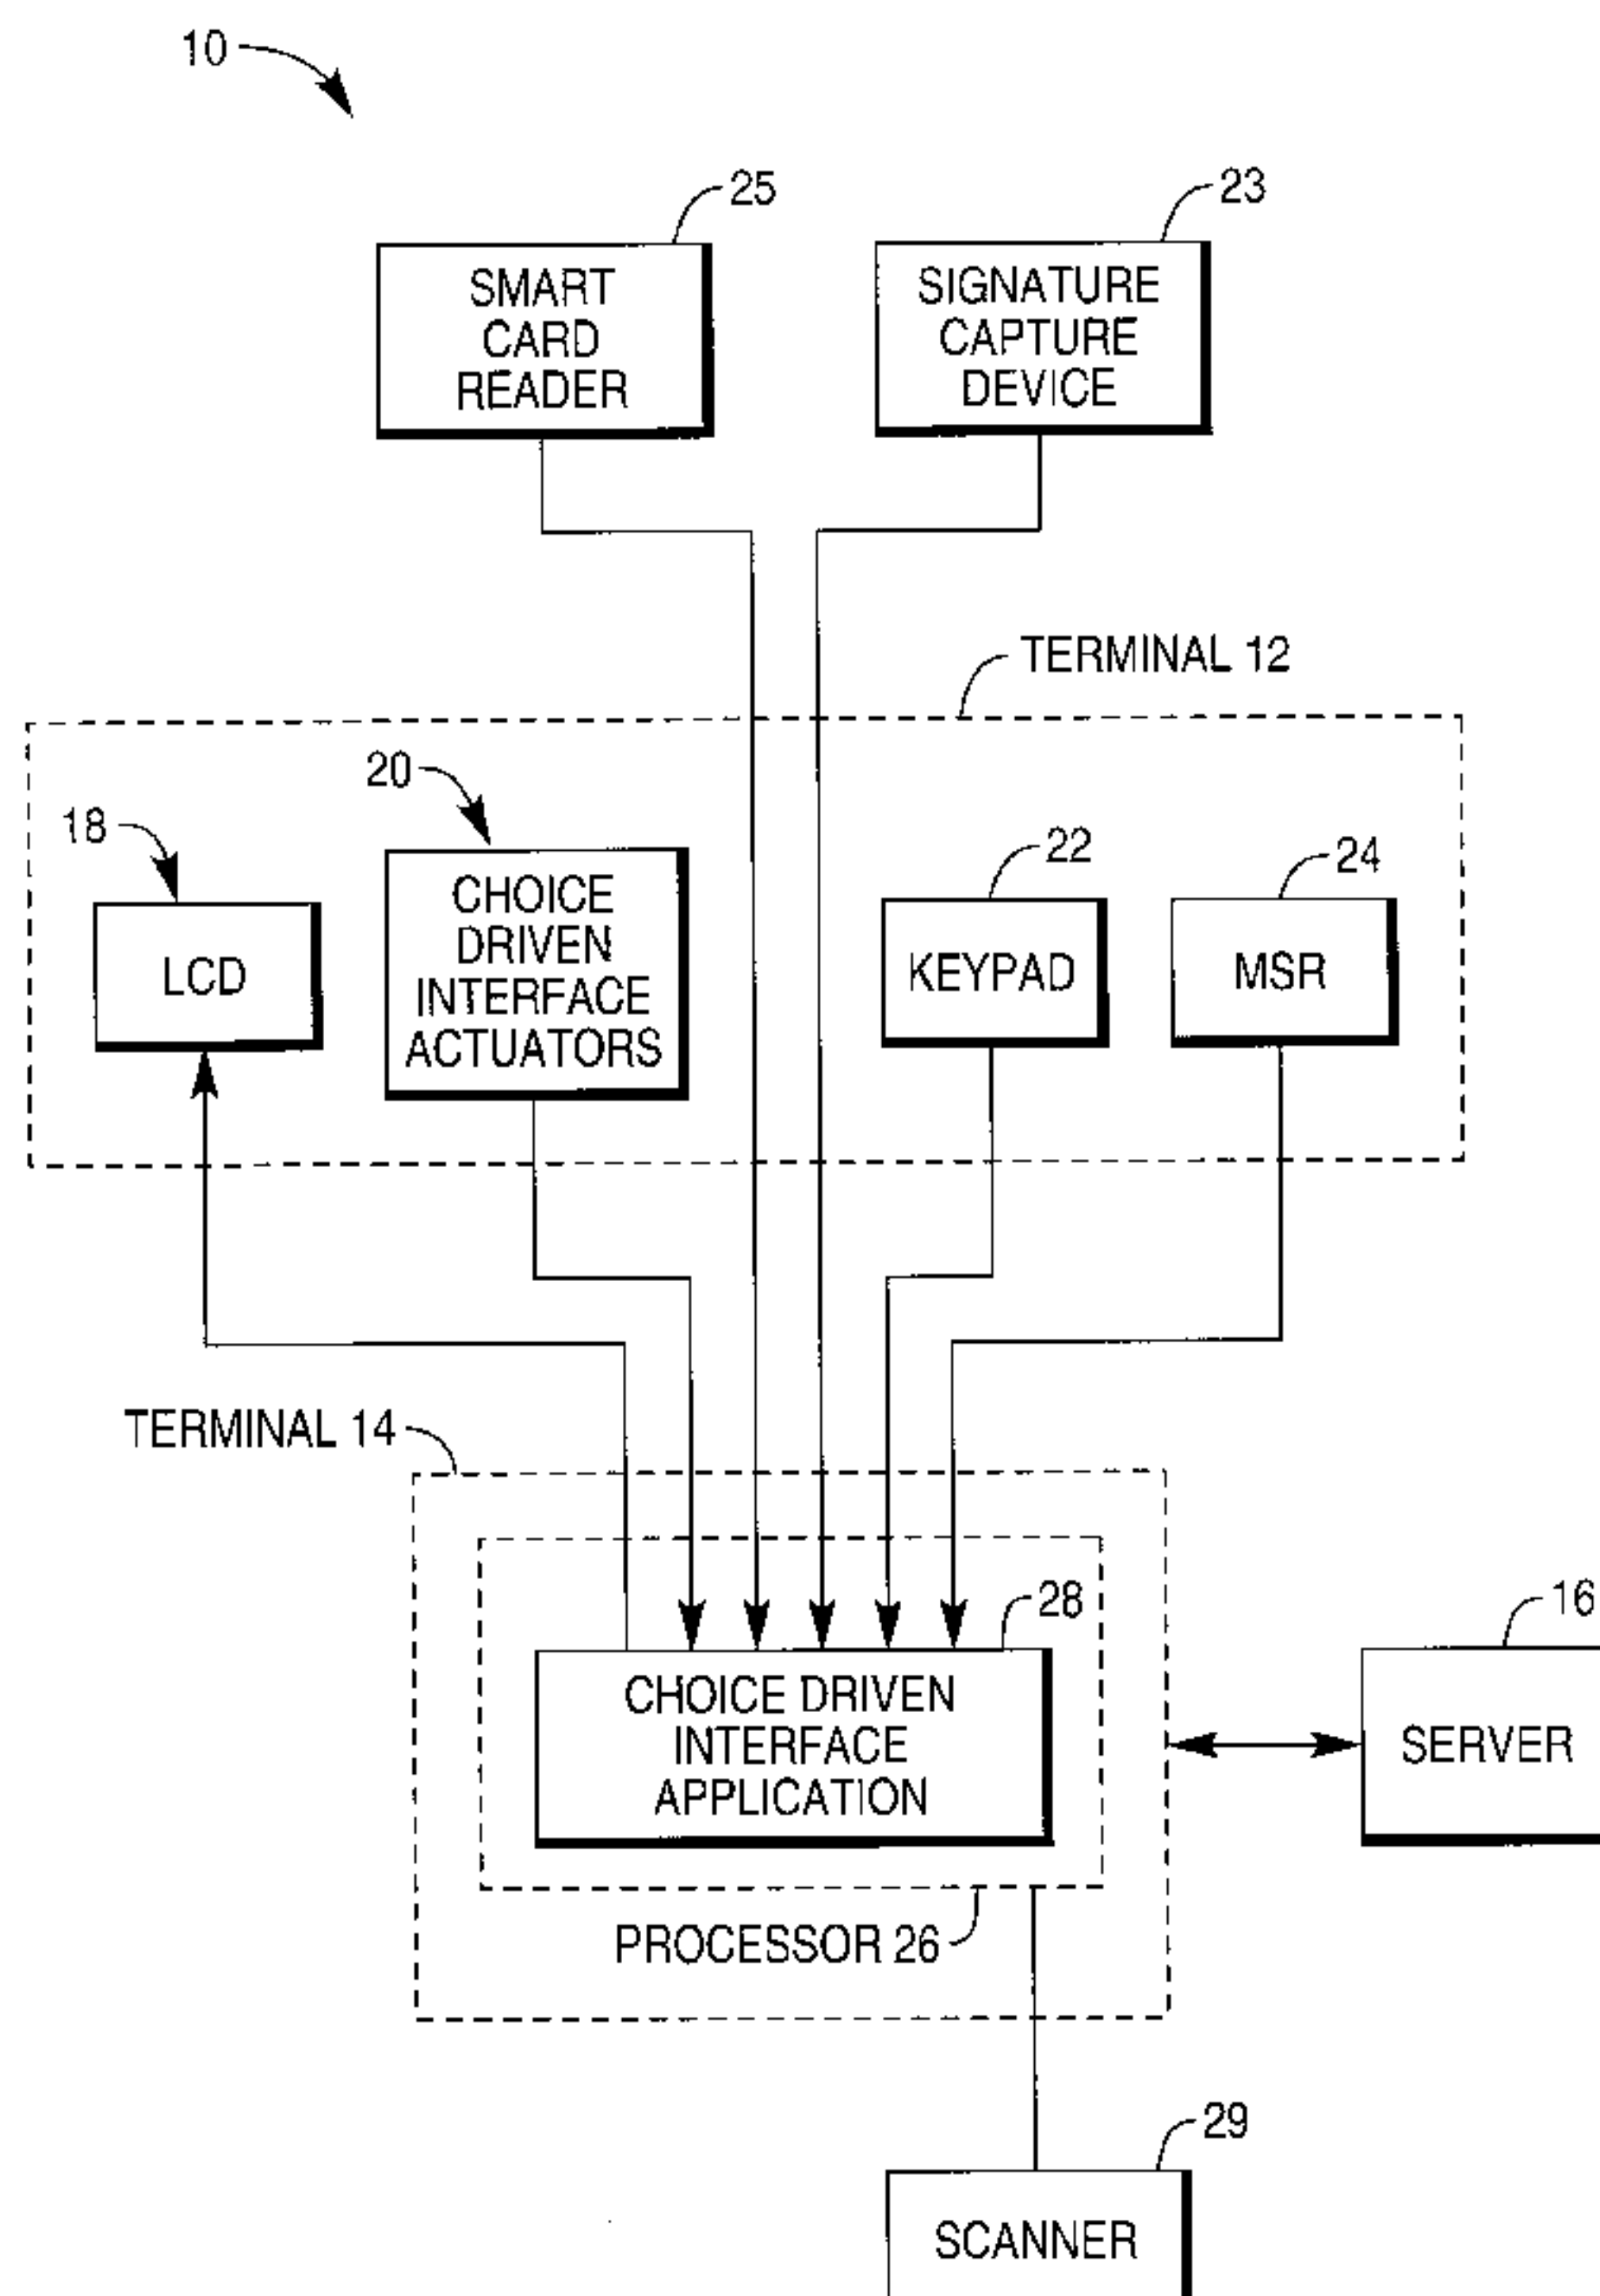 10
25
23
SMART
CARD
READER
SIGNATURE
CAPTURE
DEVICE
TERMINAL 12
20
18
22
24
LCD
CHOICE
DRIVEN
INTERFACE
ACTUATORS
KEYPAD
MSR
TERMINAL 14
28
16
CHOICE DRIVEN
INTERFACE
APPLICATION
SERVER
PROCESSOR 26
29
SCANNER